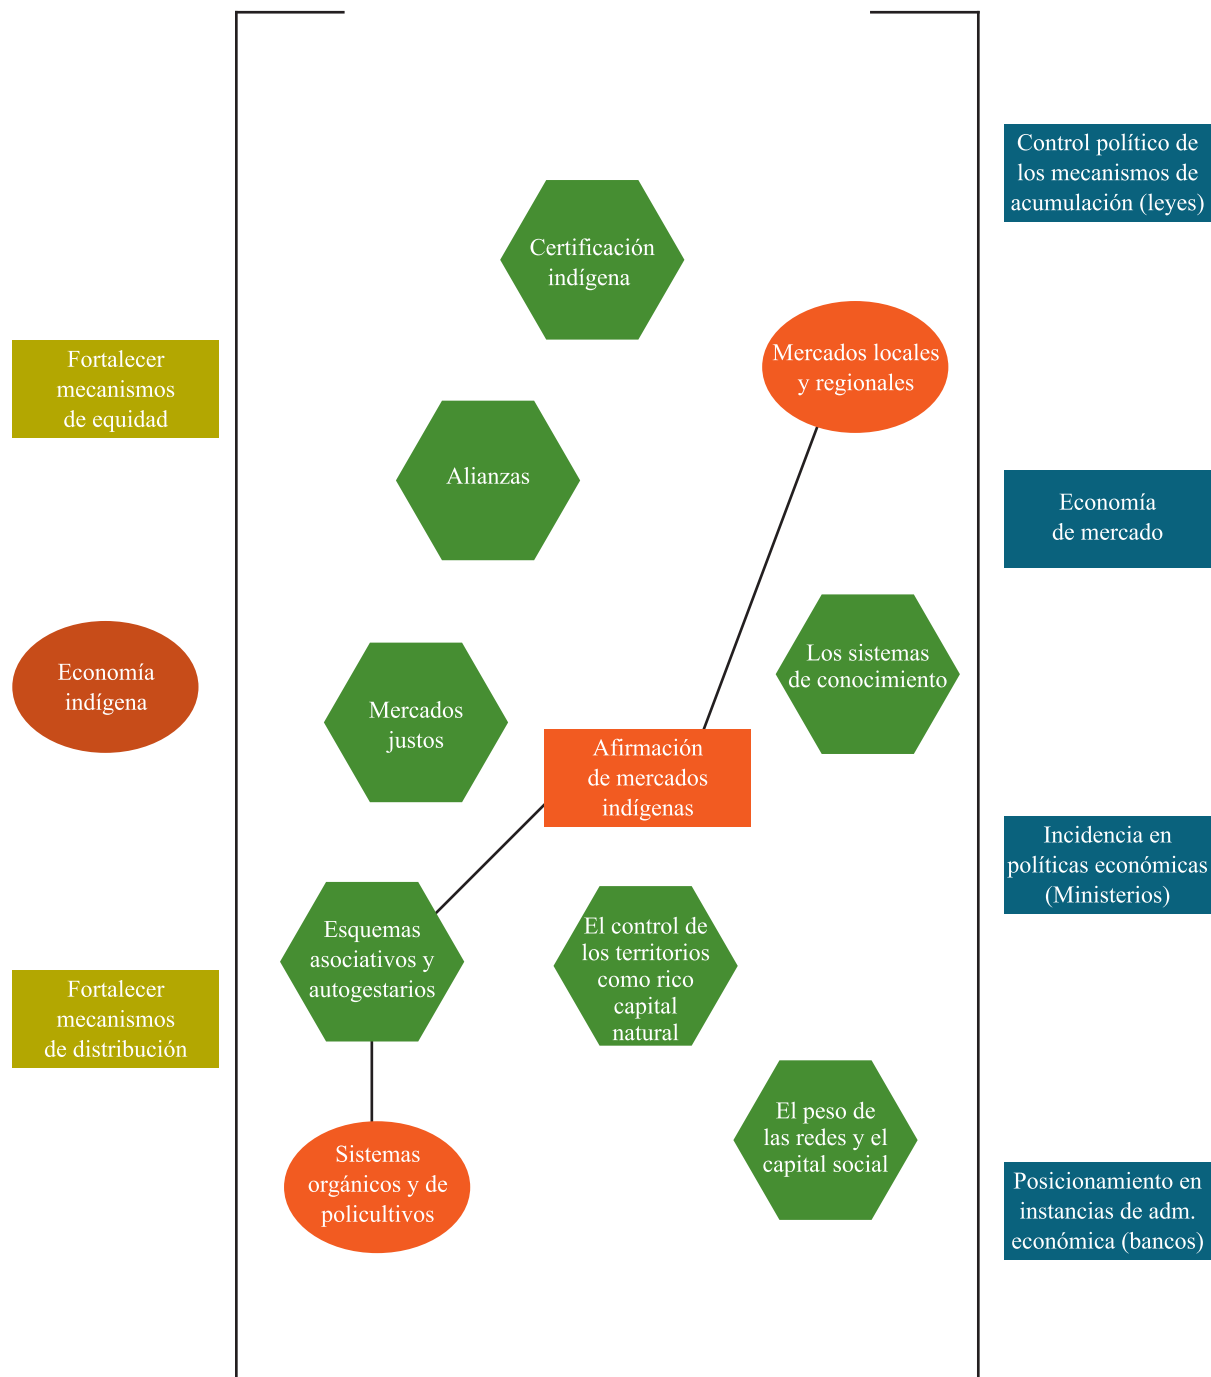 Control político de
los mecanismos de
acumulación (leyes)
Certificación
indígena
Mercados locales
y regionales
Fortalecer
mecanismos
de equidad
Alianzas
Economía
de mercado
Los sistemas
de conocimiento
Economía
indígena
Mercados
justos
Afirmación
de mercados
indígenas
Incidencia en
políticas económicas
(Ministerios)
Esquemas
asociativos y
autogestarios
El control de
los territorios
como rico
capital
natural
Fortalecer
mecanismos
de distribución
El peso de
las redes y el
capital social
Sistemas
orgánicos y de
policultivos
Posicionamiento en
instancias de adm.
económica (bancos)